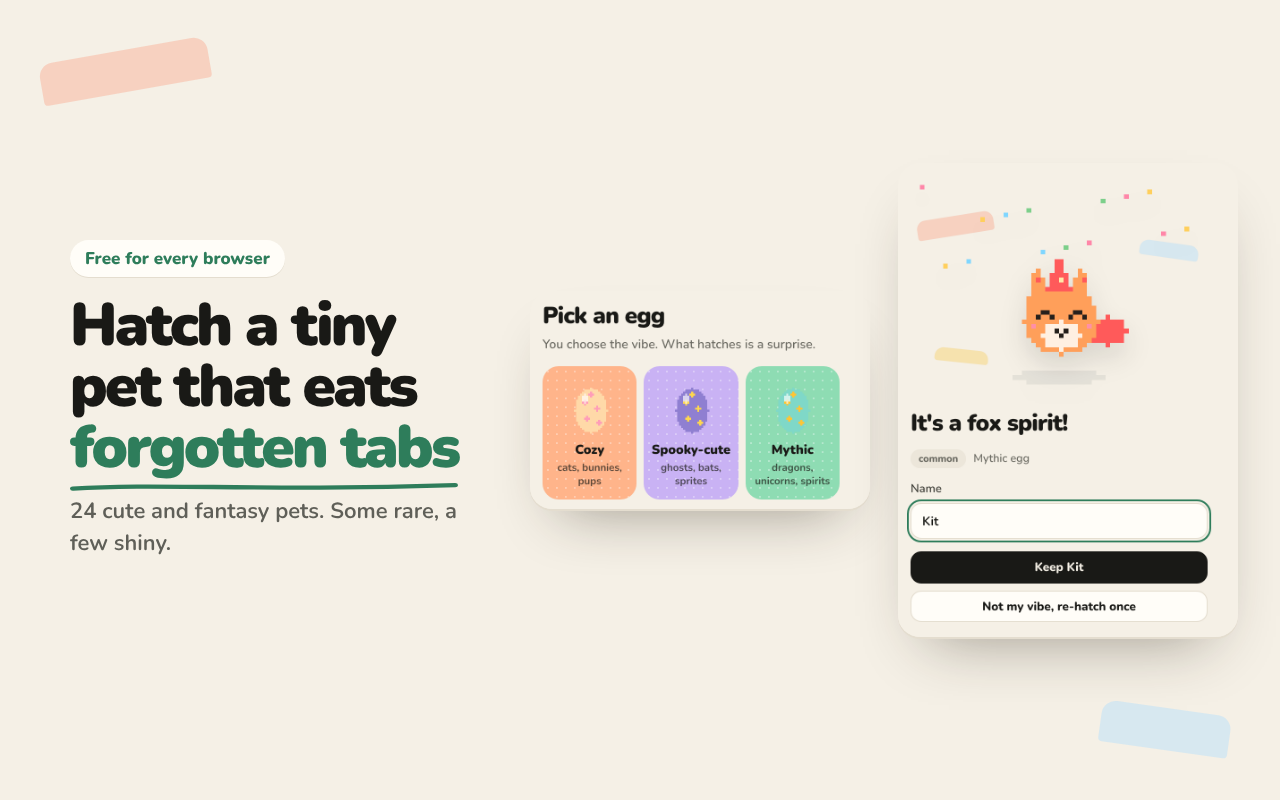 Free for every browser
Hatch a tiny
pet that eats
forgotten tabs
24 cute and fantasy pets. Some rare, a
few shiny.
Pick an egg
You choose the vibe. What hatches is a surprise.
Cozy
cats, bunnies,
pups
Spooky-cute
ghosts, bats,
sprites
Mythic
dragons,
unicorns, spirits
It's a fox spirit!
common Mythic egg
Name
Kit
Keep Kit
Not my vibe, re-hatch once